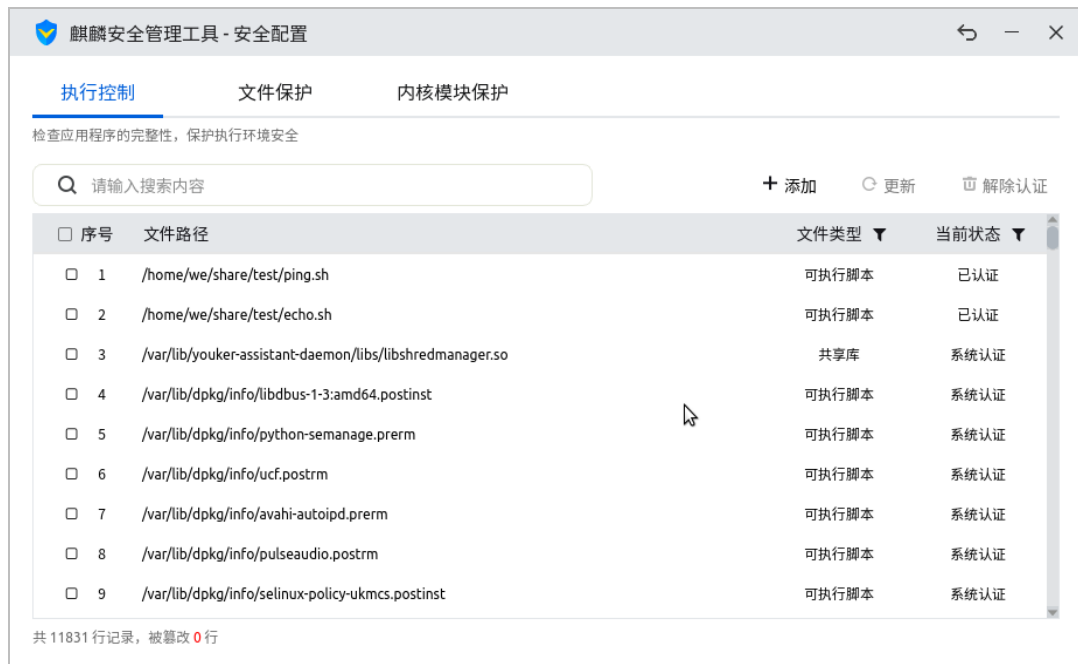 麒麟安全管理工具 - 安全配置
执行控制 文件保护 内核模块保护
检查应用程序的完整性，保护执行环境安全
请输入搜索内容 添加 更新 解除认证
序号 文件路径 文件类型 当前状态
1 /home/we/share/test/ping.sh 可执行脚本 已认证
2 /home/we/share/test/echo.sh 可执行脚本 已认证
3 /var/lib/youker-assistant-daemon/libs/libshredmanager.so 共享库 系统认证
4 /var/lib/dpkg/info/libdbus-1-3:amd64.postinst 可执行脚本 系统认证
5 /var/lib/dpkg/info/python-semanage.prerm 可执行脚本 系统认证
6 /var/lib/dpkg/info/ucf.postrm 可执行脚本 系统认证
7 /var/lib/dpkg/info/avahi-autoipd.prerm 可执行脚本 系统认证
8 /var/lib/dpkg/info/pulseaudio.postrm 可执行脚本 系统认证
9 /var/lib/dpkg/info/selinux-policy-ukmcs.postinst 可执行脚本 系统认证
共 11831 行记录，被篡改 0 行